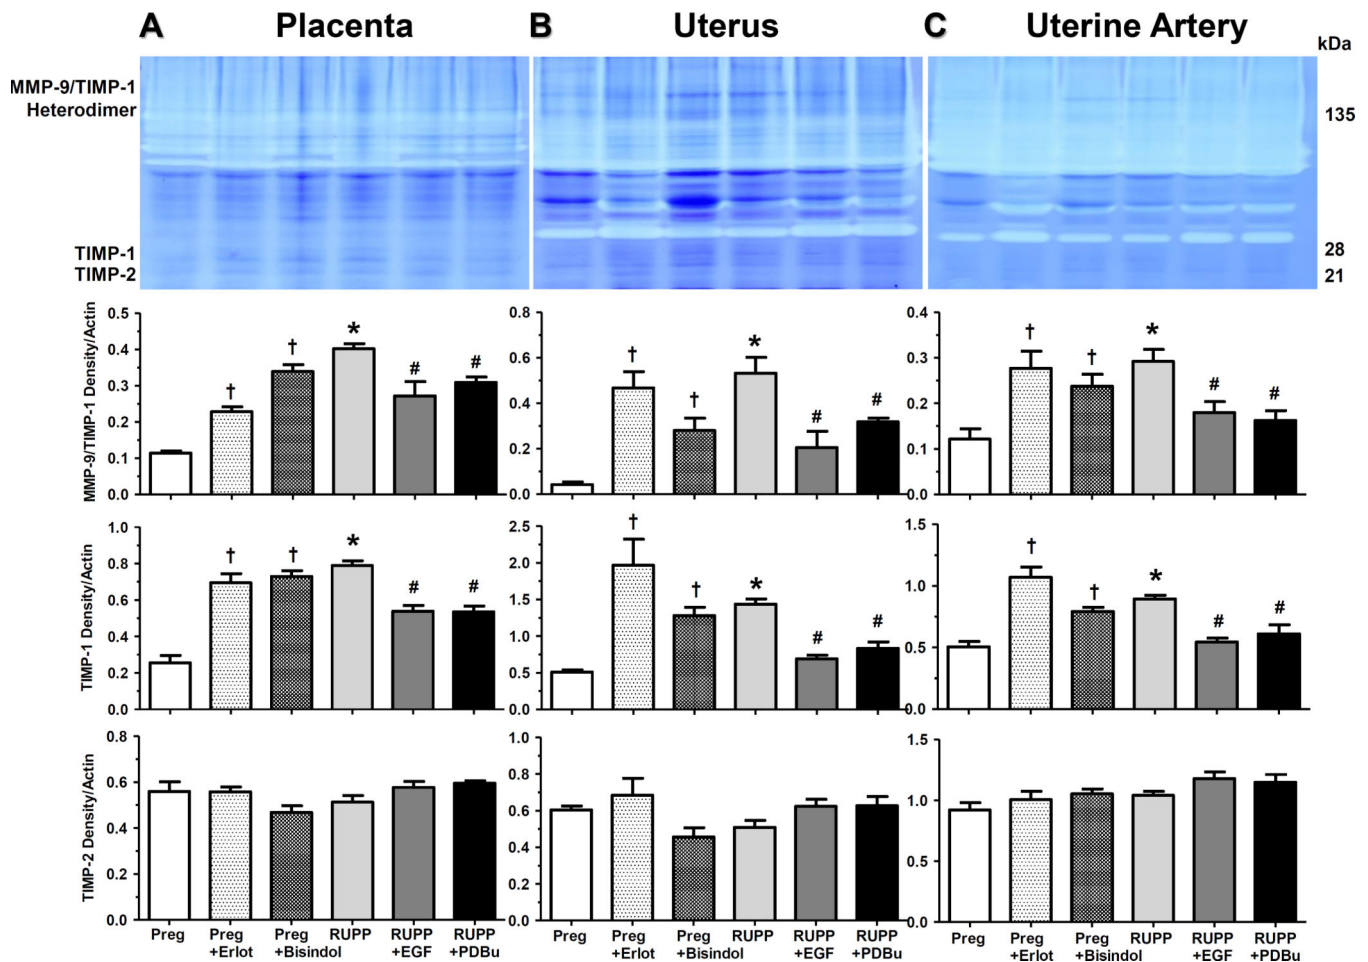 A Placenta B Uterus C Uterine Artery
kDa
MMP-9/TIMP-1
Heterodimer
135
TIMP-1
TIMP-2
28
21
MMP-9/TIMP-1 Density/Actin
0.5
0.4
0.3
0.2
0.1
0.0
† † * # #
0.8
0.6
0.4
0.2
0.0
† † * # #
0.4
0.3
0.2
0.1
0.0
† † * # #
TIMP-1 Density/Actin
1.0
0.8
0.6
0.4
0.2
0.0
† † * # #
2.5
2.0
1.5
1.0
0.5
0.0
† † * # #
1.5
1.0
0.5
0.0
† † * # #
TIMP-2 Density/Actin
0.8
0.6
0.4
0.2
0.0
1.0
0.8
0.6
0.4
0.2
0.0
1.5
1.0
0.5
0.0
Preg Preg Preg RUPP RUPP RUPP
+Erlot +Bisindol +EGF +PDBu
Preg Preg Preg RUPP RUPP RUPP
+Erlot +Bisindol +EGF +PDBu
Preg Preg Preg RUPP RUPP RUPP
+Erlot +Bisindol +EGF +PDBu